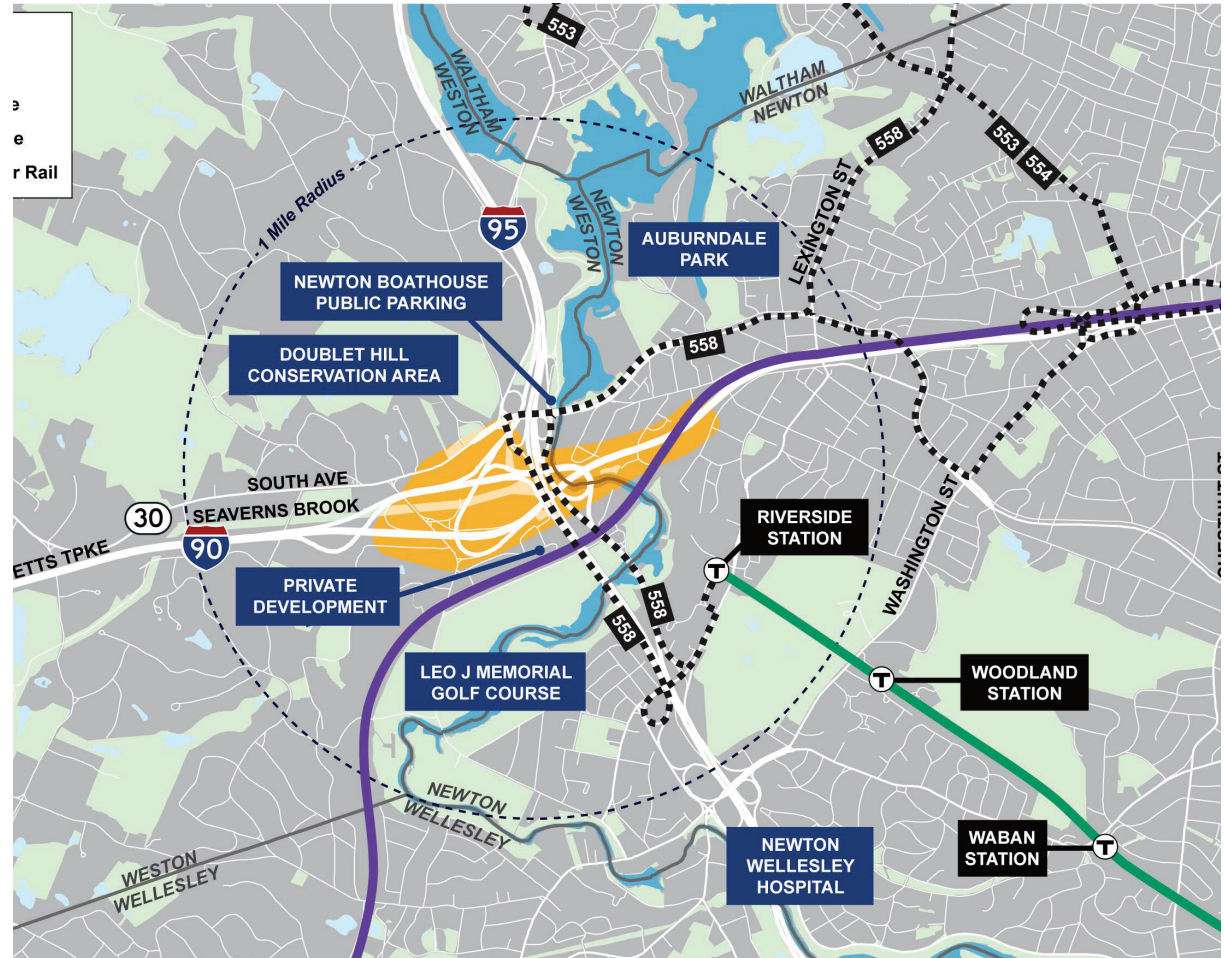 553
e
e
r Rail
WALTHAM
WESTON
WALTHAM
NEWTON
558
553
554
1 Mile Radius
95
NEWTON
WESTON
AUBURNDALE
PARK
LEXINGTON ST
NEWTON BOATHOUSE
PUBLIC PARKING
558
DOUBLET HILL
CONSERVATION AREA
SOUTH AVE
30
SEAVERNS BROOK
90
ETTS TPKE
RIVERSIDE
STATION
T
WASHINGTON ST
CHESTNUT ST
PRIVATE
DEVELOPMENT
558
558
LEO J MEMORIAL
GOLF COURSE
T
WOODLAND
STATION
NEWTON
WELLESLEY
WESTON
WELLESLEY
NEWTON
WELLESLEY
HOSPITAL
WABAN
STATION
T